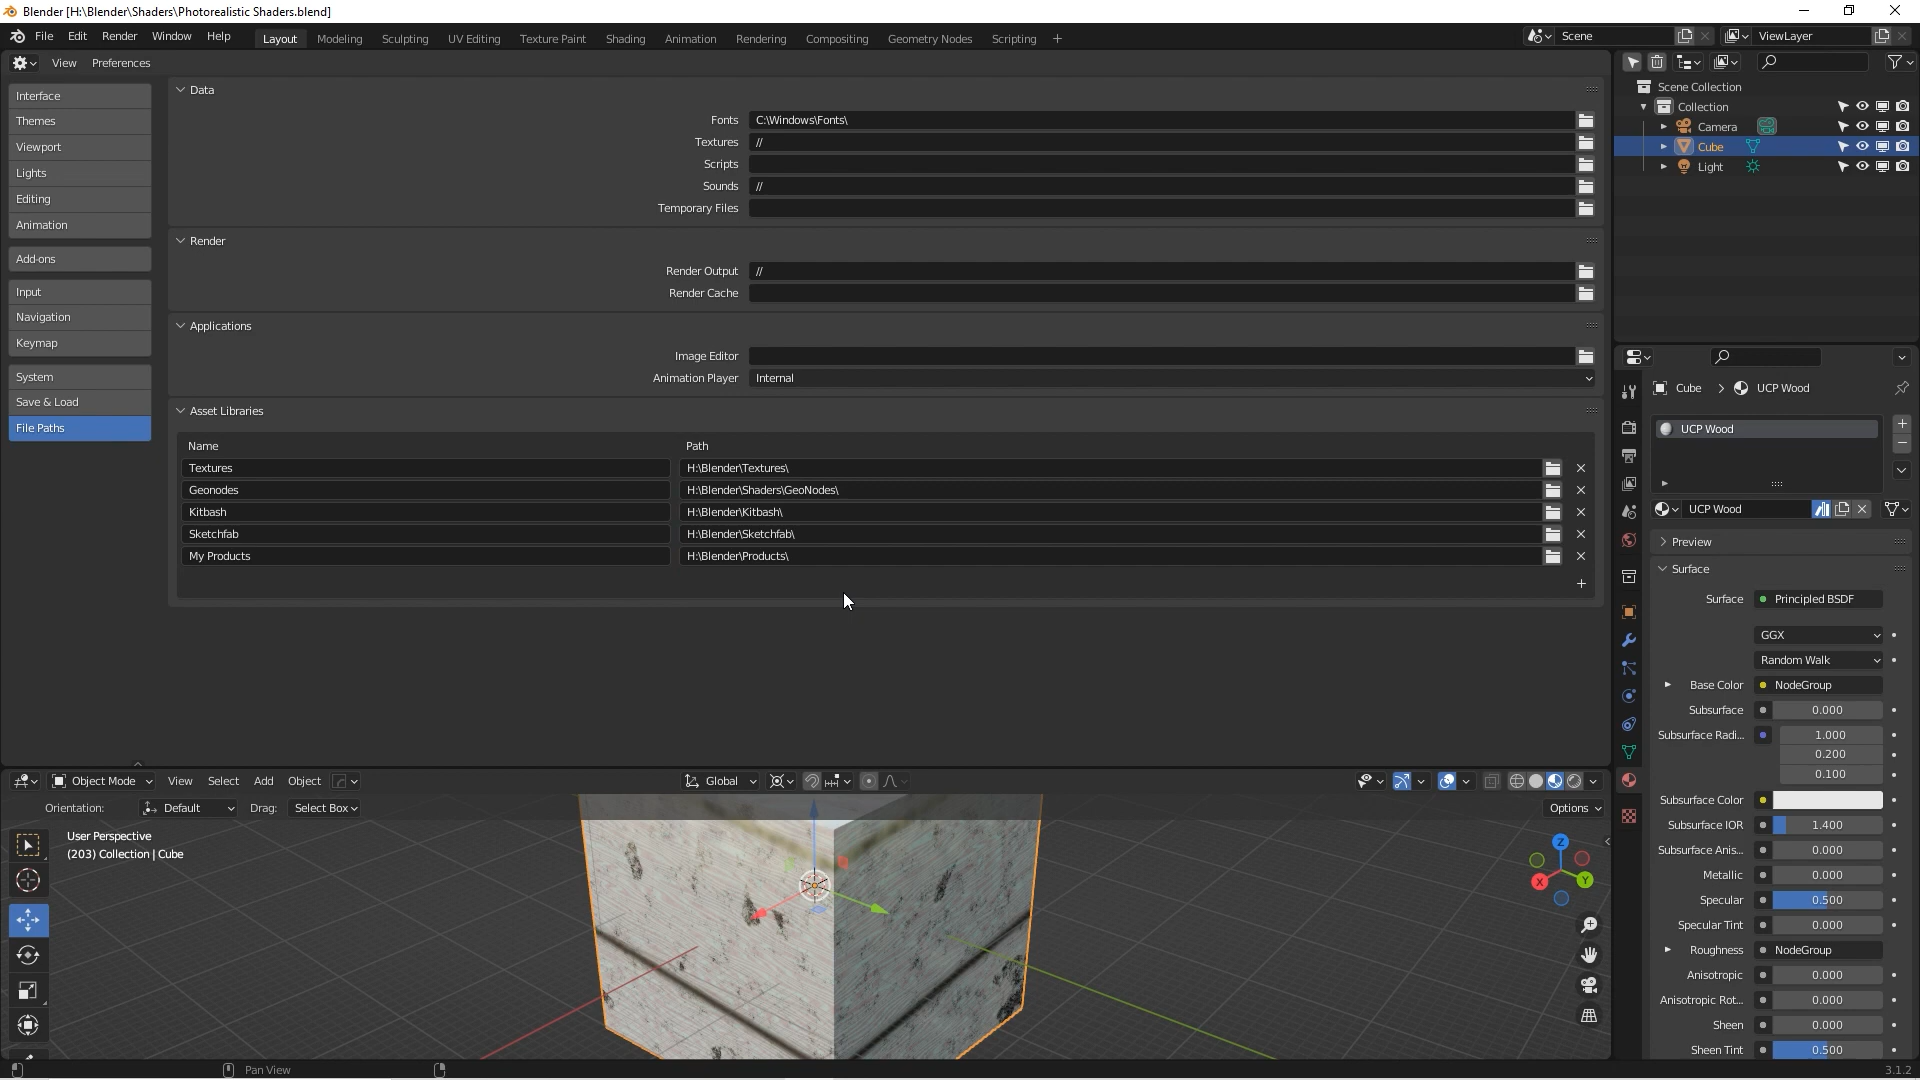 Blender [H:\Blender\Shaders\Photorealistic Shaders.blend]
File Edit Render Window Help Layout Modeling Sculpting UV Editing Texture Paint Shading Animation Rendering Compositing Geometry Nodes Scripting + Scene ViewLayer
View Preferences
Interface
Themes
Viewport
Lights
Editing
Animation
Add-ons
Input
Navigation
Keymap
System
Save & Load
File Paths
Data
Fonts C:\Windows\Fonts\
Textures //
Scripts
Sounds //
Temporary Files
Render
Render Output //
Render Cache
Applications
Image Editor
Animation Player Internal
Asset Libraries
Name Path
Textures H:\Blender\Textures\
Geonodes H:\Blender\Shaders\GeoNodes\
Kitbash H:\Blender\Kitbash\
Sketchfab H:\Blender\Sketchfab\
My Products H:\Blender\Products\
Scene Collection
Collection
Camera
Cube
Light
Cube > UCP Wood
UCP Wood
UCP Wood
Preview
Surface
Surface Principled BSDF
GGX
Random Walk
Base Color NodeGroup
Subsurface 0.000
Subsurface Radi... 1.000
0.200
0.100
Subsurface Color
Subsurface IOR 1.400
Subsurface Anis... 0.000
Metallic 0.000
Specular 0.500
Specular Tint 0.000
Roughness NodeGroup
Anisotropic 0.000
Anisotropic Rot... 0.000
Sheen 0.000
Sheen Tint 0.500
Object Mode View Select Add Object Global
Orientation: Default Drag: Select Box Options
User Perspective
(203) Collection | Cube
Z
X
Y
Pan View
3.1.2